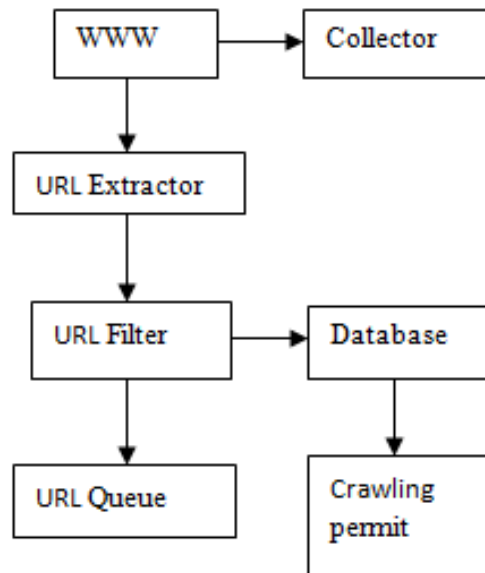 WWW
Collector
URL Extractor
URL Filter
Database
URL Queue
Crawling
permit